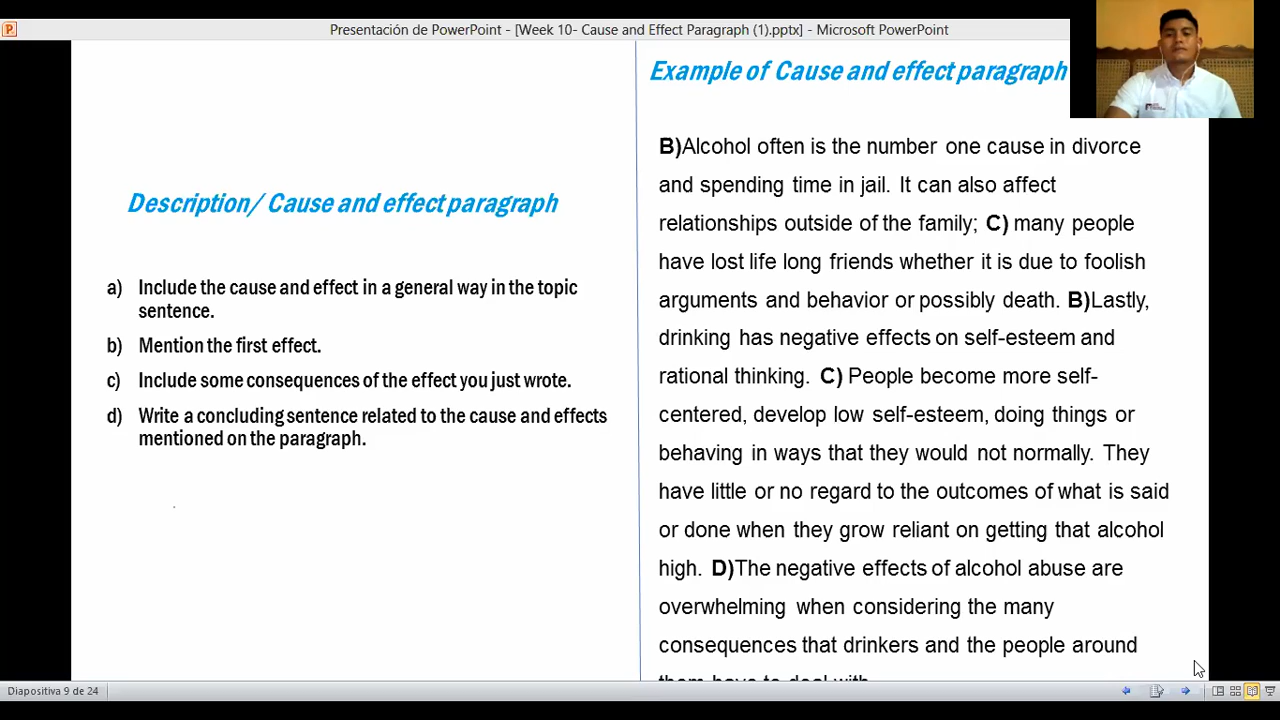 Presentación de PowerPoint - [Week 10- Cause and Effect Paragraph (1).pptx] - Microsoft PowerPoint
Description/ Cause and effect paragraph
a) Include the cause and effect in a general way in the topic
sentence.
b) Mention the first effect.
c) Include some consequences of the effect you just wrote.
d) Write a concluding sentence related to the cause and effects
mentioned on the paragraph.
Example of Cause and effect paragraph
B)Alcohol often is the number one cause in divorce
and spending time in jail. It can also affect
relationships outside of the family; C) many people
have lost life long friends whether it is due to foolish
arguments and behavior or possibly death. B)Lastly,
drinking has negative effects on self-esteem and
rational thinking. C) People become more self-
centered, develop low self-esteem, doing things or
behaving in ways that they would not normally. They
have little or no regard to the outcomes of what is said
or done when they grow reliant on getting that alcohol
high. D)The negative effects of alcohol abuse are
overwhelming when considering the many
consequences that drinkers and the people around
them have to deal with
Diapositiva 9 de 24